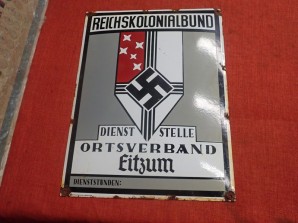 REICHSKOLONIALBUND
DIENST STELLE
ORTSVERBAND
Eitzum
DIENSTSTUNDEN: